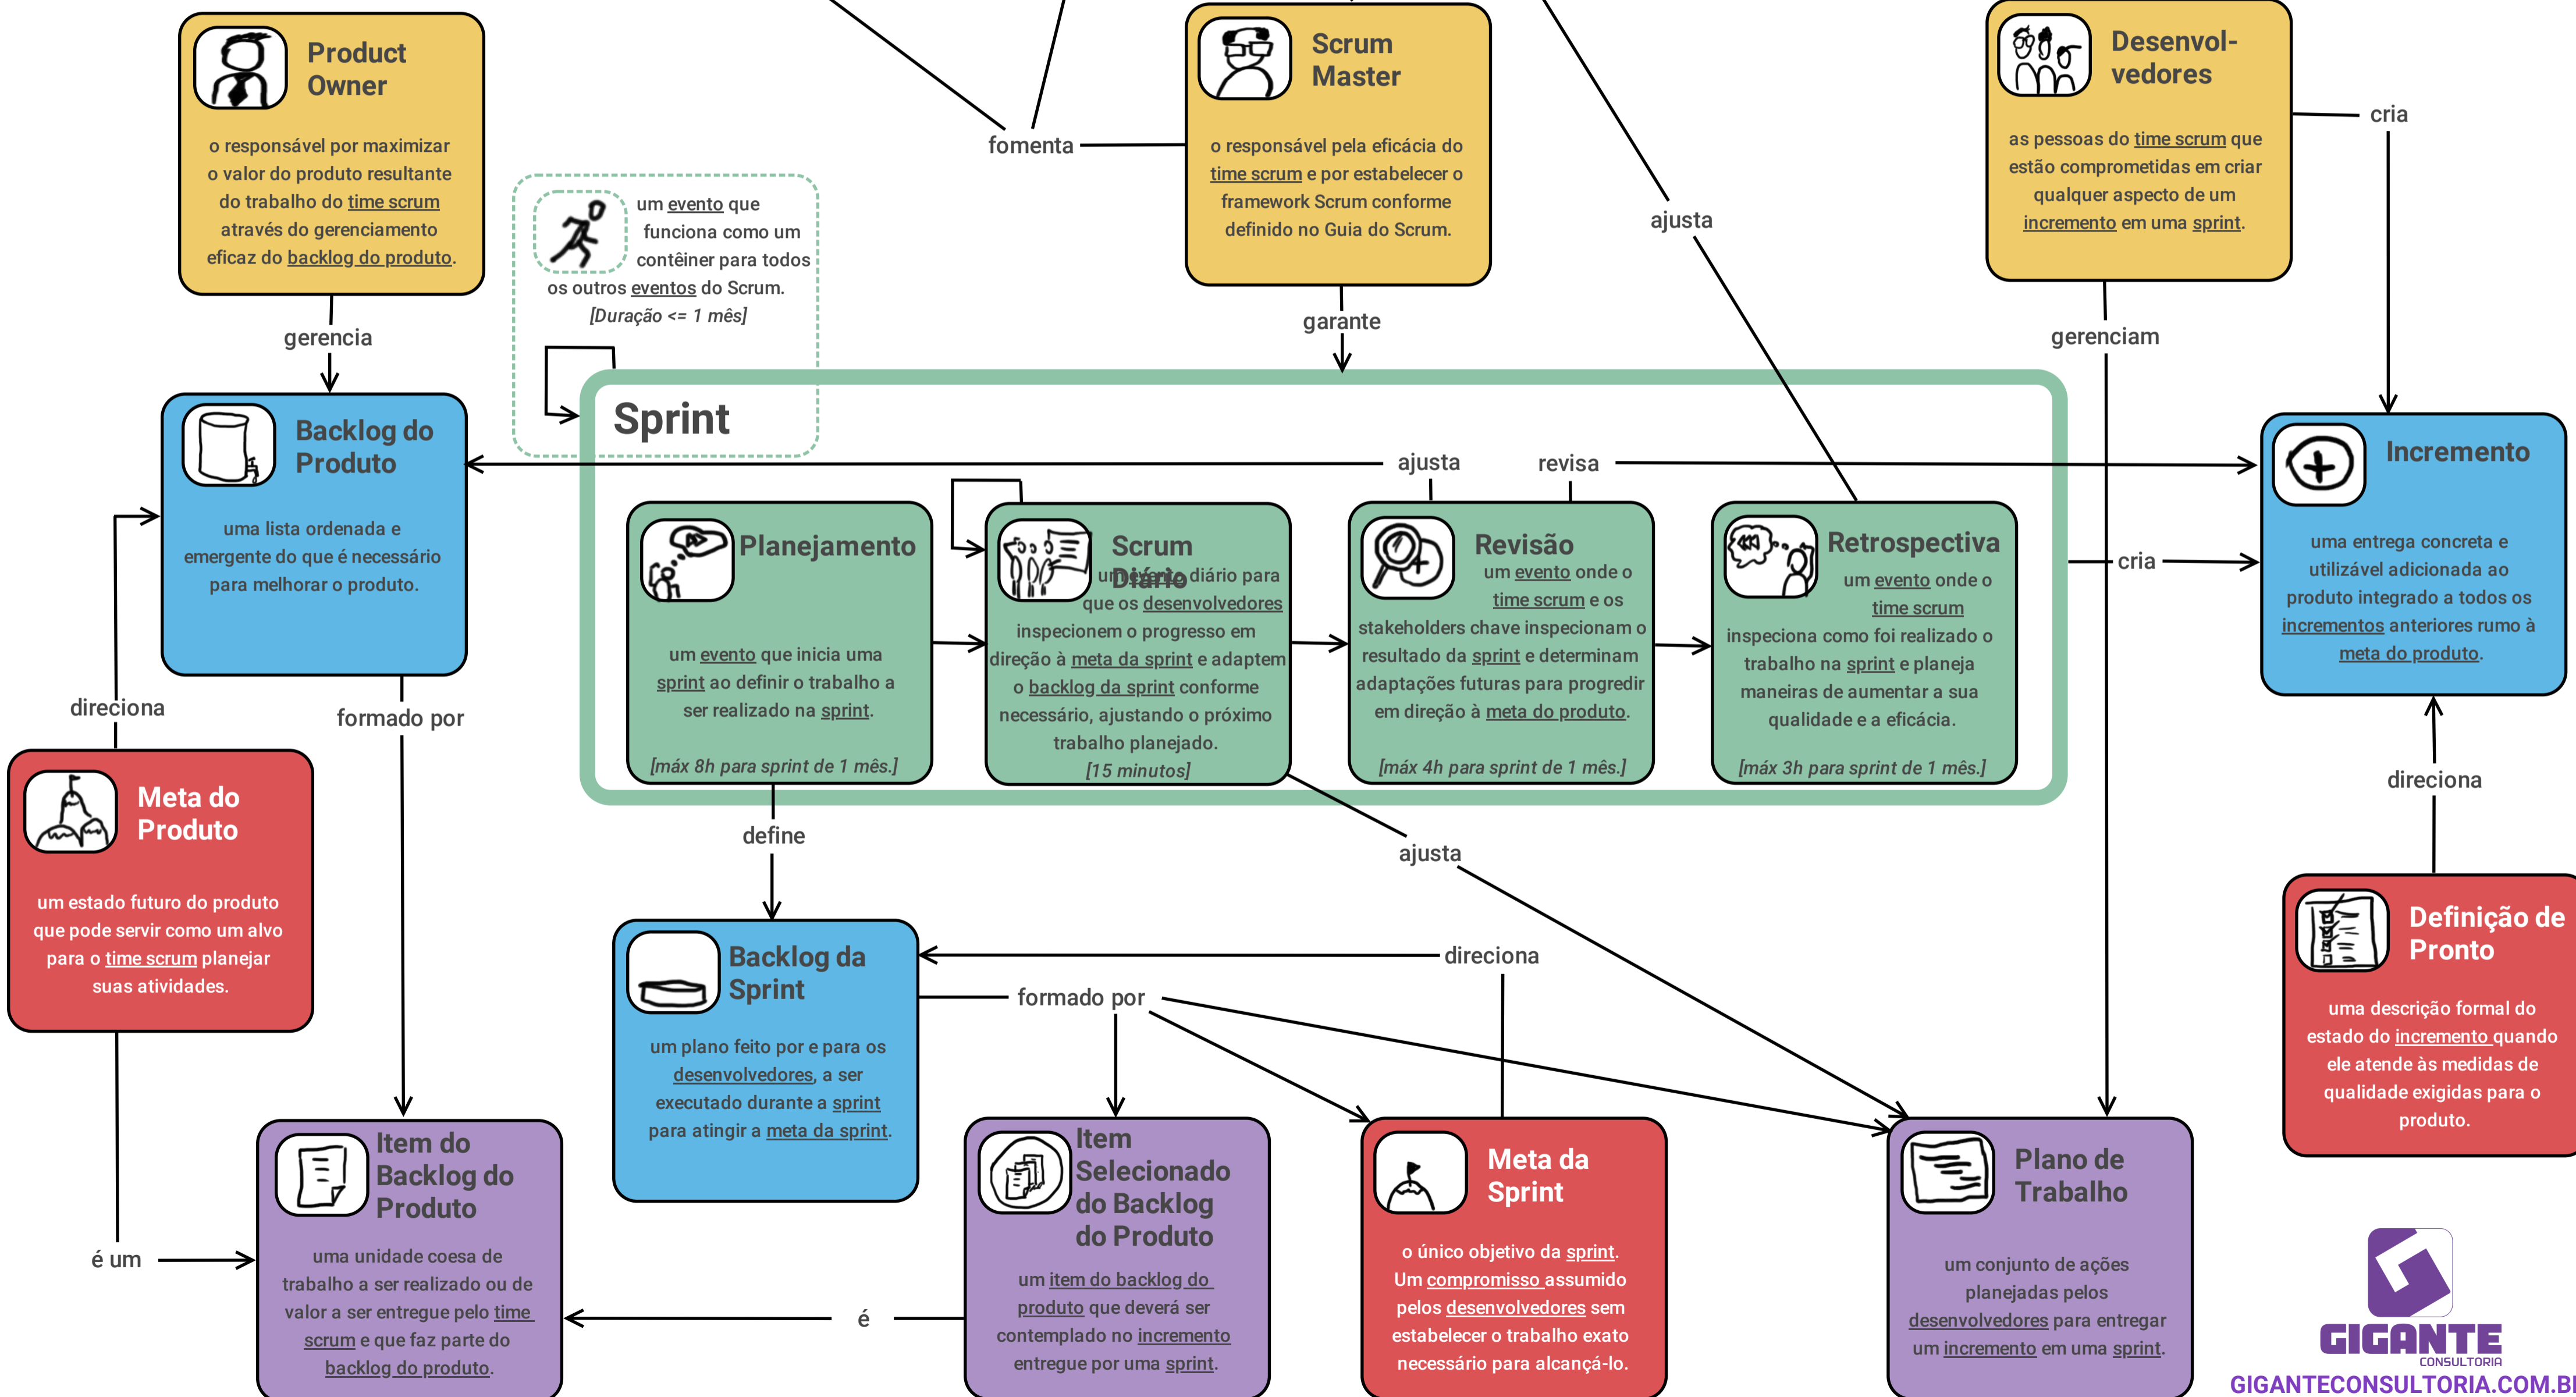 Product
Owner
o responsável por maximizar
o valor do produto resultante
do trabalho do time scrum
através do gerenciamento
eficaz do backlog do produto.
gerencia
fomenta
Scrum
Master
o responsável pela eficácia do
time scrum e por estabelecer o
framework Scrum conforme
definido no Guia do Scrum.
garante
ajusta
Desenvol-
vedores
as pessoas do time scrum que
estão comprometidas em criar
qualquer aspecto de um
incremento em uma sprint.
cria
gerenciam
um evento que
funciona como um
contêiner para todos
os outros eventos do Scrum.
[Duração <= 1 mês]
Sprint
Backlog do
Produto
uma lista ordenada e
emergente do que é necessário
para melhorar o produto.
ajusta
revisa
Planejamento
um evento que inicia uma
sprint ao definir o trabalho a
ser realizado na sprint.
[máx 8h para sprint de 1 mês.]
Scrum
Diário
um evento diário para
que os desenvolvedores
inspecionem o progresso em
direção à meta da sprint e adaptem
o backlog da sprint conforme
necessário, ajustando o próximo
trabalho planejado.
[15 minutos]
Revisão
um evento onde o
time scrum e os
stakeholders chave inspecionam o
resultado da sprint e determinam
adaptações futuras para progredir
em direção à meta do produto.
[máx 4h para sprint de 1 mês.]
Retrospectiva
um evento onde o
time scrum
inspeciona como foi realizado o
trabalho na sprint e planeja
maneiras de aumentar a sua
qualidade e a eficácia.
[máx 3h para sprint de 1 mês.]
cria
Incremento
uma entrega concreta e
utilizável adicionada ao
produto integrado a todos os
incrementos anteriores rumo à
meta do produto.
direciona
formado por
Meta do
Produto
um estado futuro do produto
que pode servir como um alvo
para o time scrum planejar
suas atividades.
define
ajusta
direciona
Backlog da
Sprint
um plano feito por e para os
desenvolvedores, a ser
executado durante a sprint
para atingir a meta da sprint.
direciona
formado por
Definição de
Pronto
uma descrição formal do
estado do incremento quando
ele atende às medidas de
qualidade exigidas para o
produto.
é um
Item do
Backlog do
Produto
uma unidade coesa de
trabalho a ser realizado ou de
valor a ser entregue pelo time
scrum e que faz parte do
backlog do produto.
é
Item
Selecionado
do Backlog
do Produto
um item do backlog do
produto que deverá ser
contemplado no incremento
entregue por uma sprint.
Meta da
Sprint
o único objetivo da sprint.
Um compromisso assumido
pelos desenvolvedores sem
estabelecer o trabalho exato
necessário para alcançá-lo.
Plano de
Trabalho
um conjunto de ações
planejadas pelos
desenvolvedores para entregar
um incremento em uma sprint.
GIGANTE
CONSULTORIA
GIGANTECONSULTORIA.COM.B